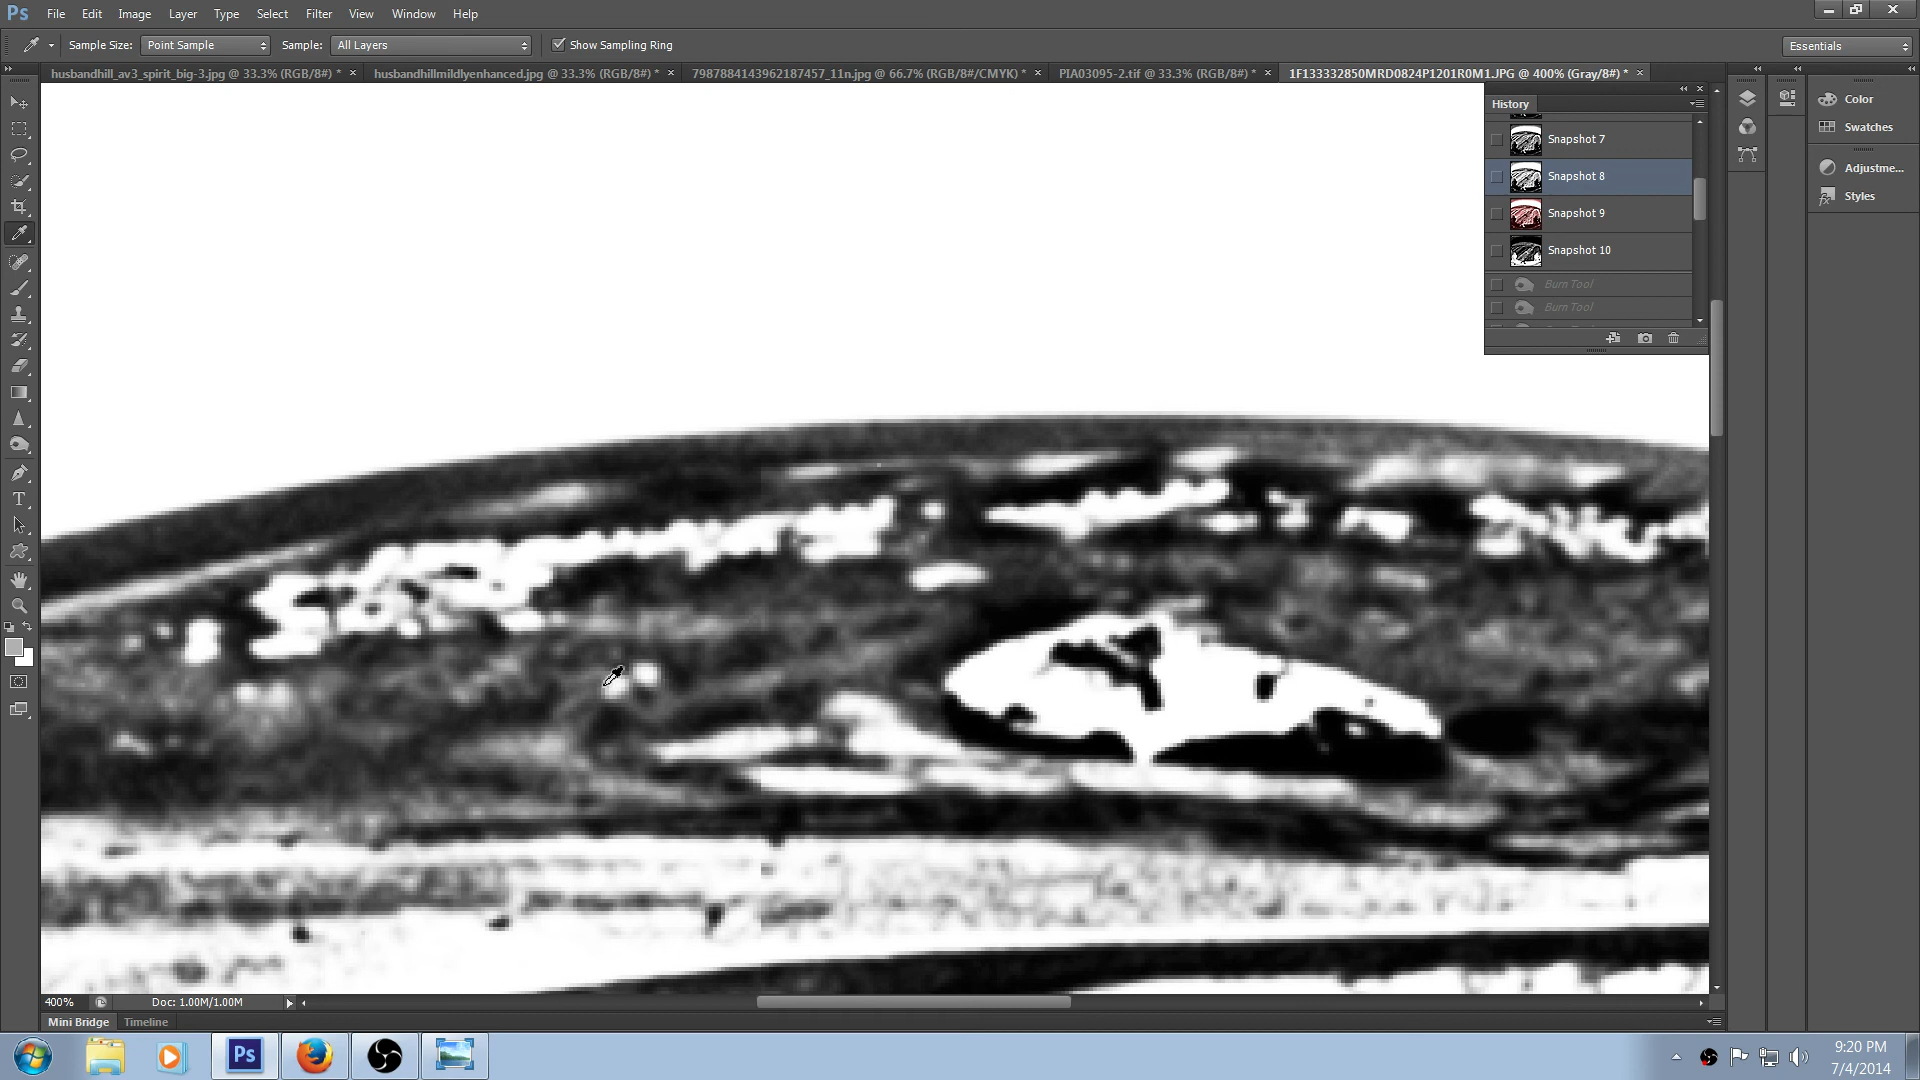 Ps File Edit Image Layer Type Select Filter View Window Help
Sample Size: Point Sample Sample: All Layers Show Sampling Ring Essentials
husbandhill_av3_spirit_big-3.jpg @ 33.3% (RGB/8#) * husbandhillmildlyenhanced.jpg @ 33.3% (RGB/8#) * 7987884143962187457_11n.jpg @ 66.7% (RGB/8#/CMYK) * PIA03095-2.tif @ 33.3% (RGB/8#) * 1F133332850MRD0824P1201R0M1.JPG @ 400% (Gray/8#) *
History
Snapshot 7
Snapshot 8
Snapshot 9
Snapshot 10
Burn Tool
Burn Tool
Color
Swatches
Adjustme...
Styles
T
400% Doc: 1.00M/1.00M
Mini Bridge Timeline
Ps
9:20 PM
7/4/2014